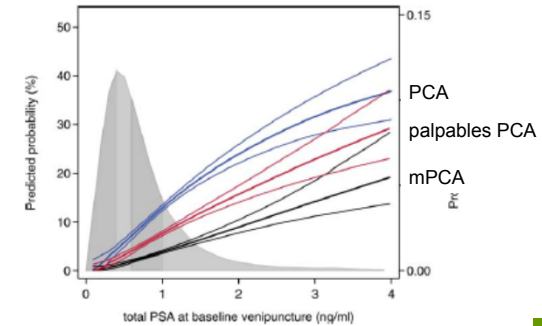 Predicted probability (%)
50
40
30
20
10
0
0
1
2
3
4
total PSA at baseline venipuncture (ng/ml)
0.15
0.00
PCA
palpables PCA
mPCA